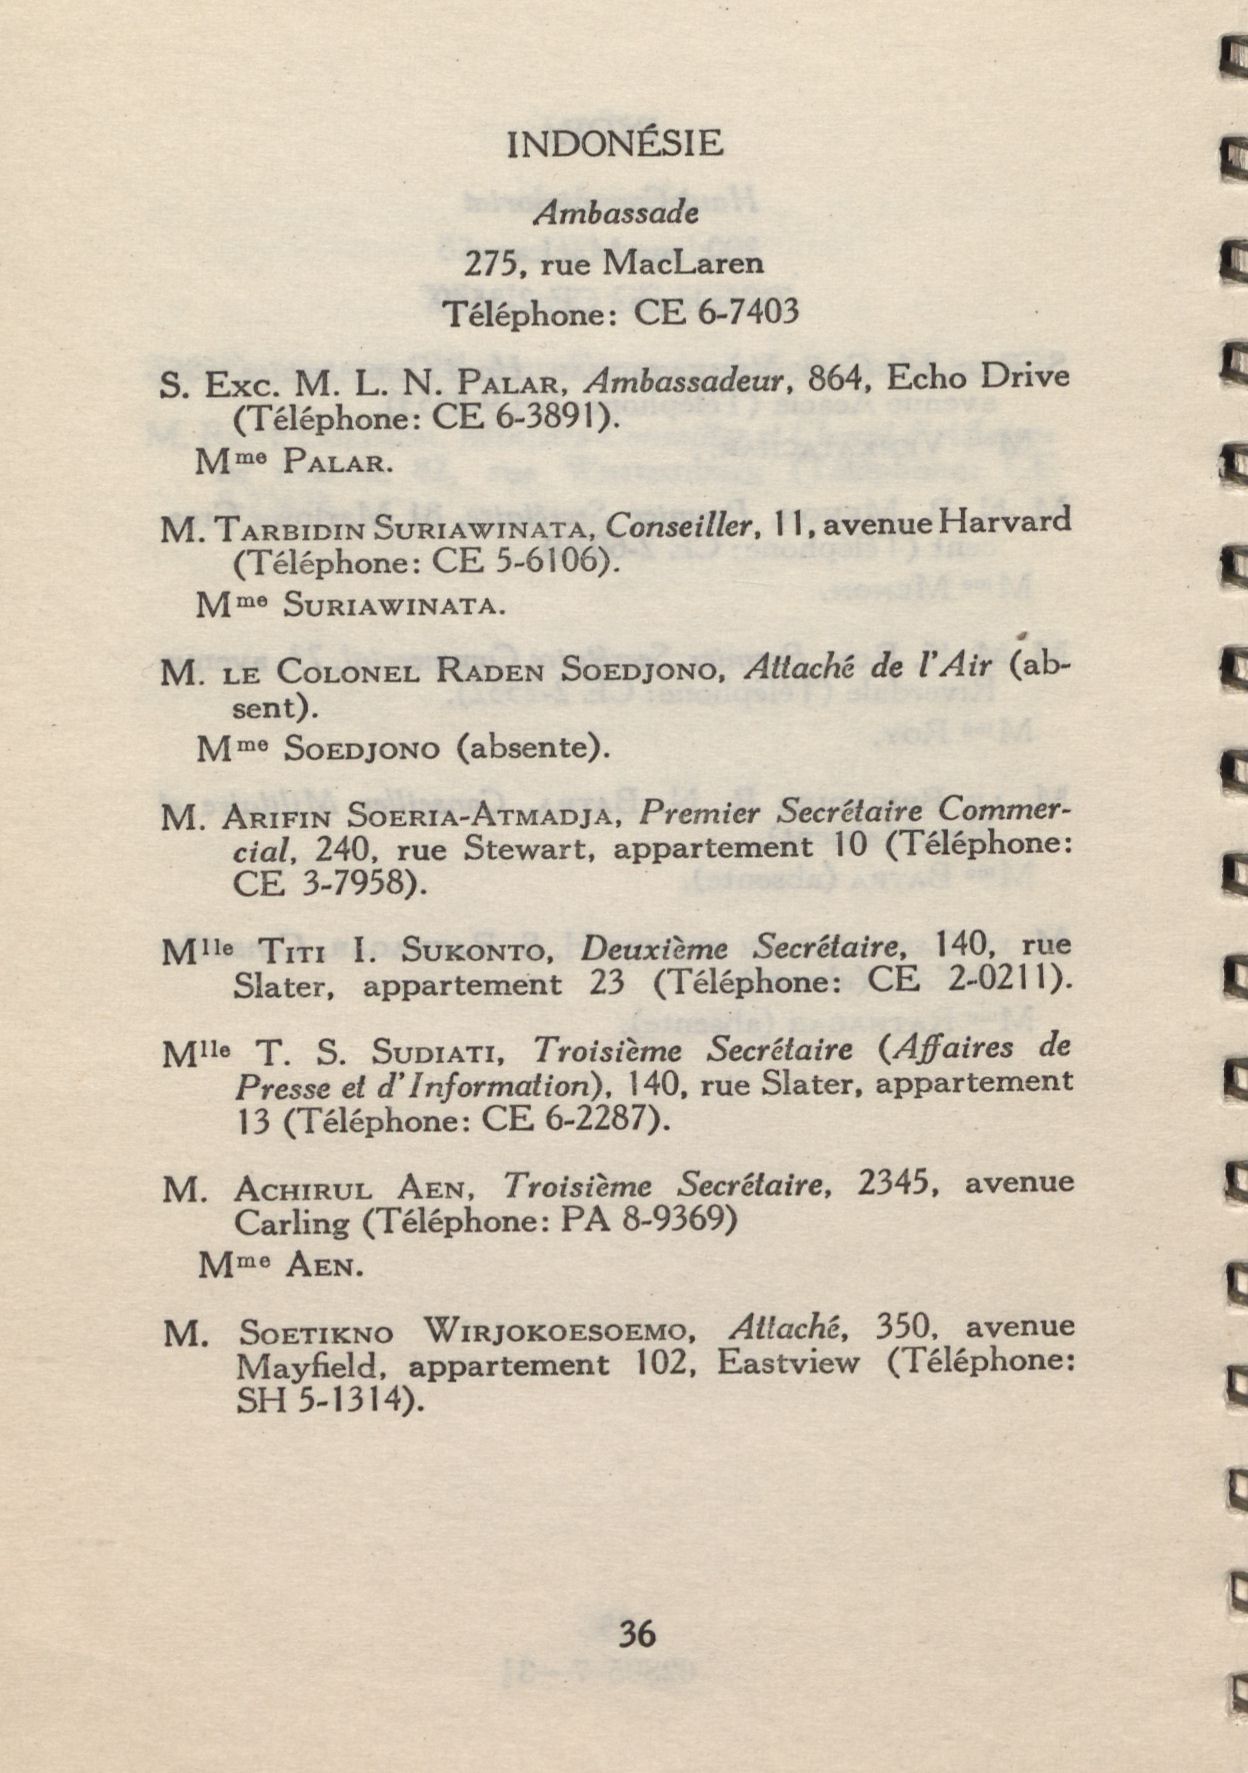 INDONÉSIE
Ambassade
275, rue MacLaren
Téléphone: CE 6-7403
S. Exc. M. L. N. Palar, Ambassadeur, 864, Echo Drive
(Téléphone: CE 6-3891).
Mme Palar.
M. Tarbidin Suriawinata, Conseiller, 11, avenue Harvard
(Téléphone: CE 5-6106).
Mme Suriawinata.
M. le Colonel Raden Soedjono, Attaché de l'Air (ab-
sent).
Mme Soedjono (absente).
M. Arifin Soeria-Atmadja, Premier Secrétaire Commer-
cial, 240, rue Stewart, appartement 10 (Téléphone:
CE 3-7958).
Mlle Titi I. Sukonto, Deuxième Secrétaire, 140, rue
Slater, appartement 23 (Téléphone: CE 2-0211).
Mlle T. S. Sudiati, Troisième Secrétaire (Affaires de
Presse et d'Information), 140, rue Slater, appartement
13 (Téléphone: CE 6-2287).
M. Achirul Aen, Troisième Secrétaire, 2345, avenue
Carling (Téléphone: PA 8-9369)
Mme Aen.
M. Soetikno Wirjokoesoemo, Attaché, 350, avenue
Mayfield, appartement 102, Eastview (Téléphone:
SH 5-1314).
36